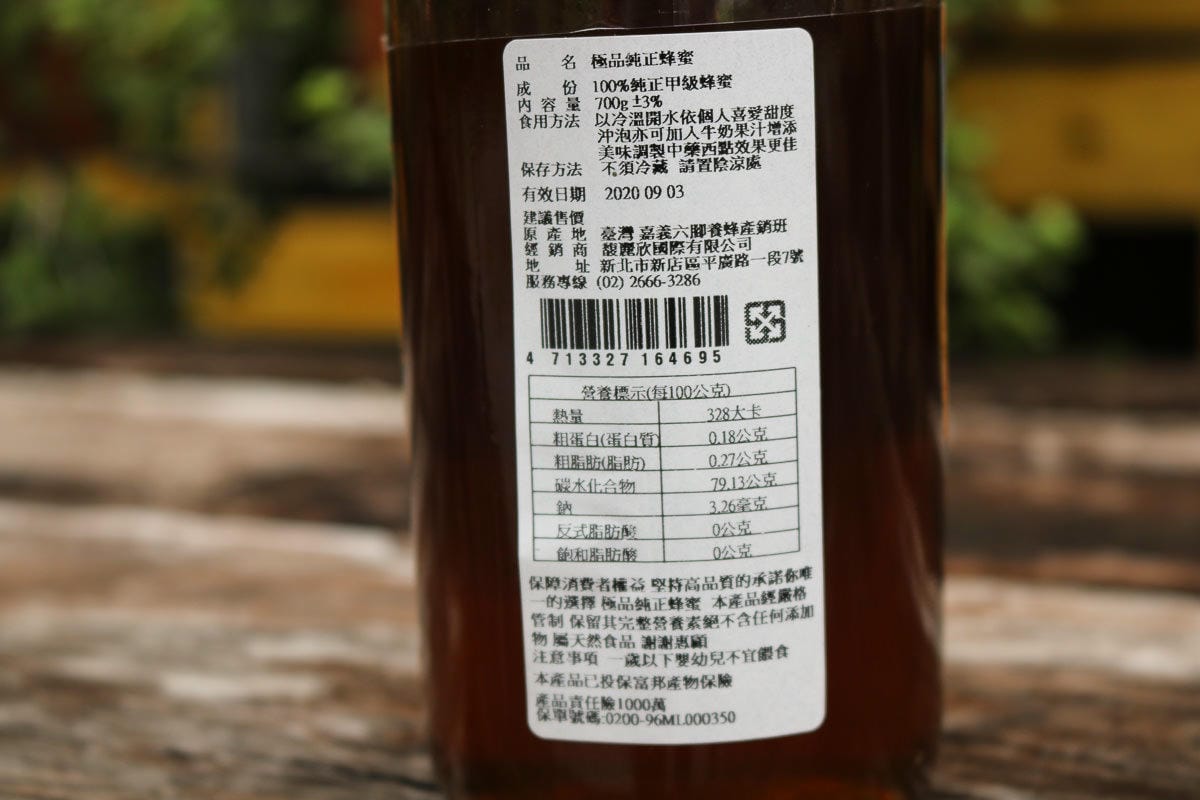 品 名 極品純正蜂蜜
成 份 100%純正甲級蜂蜜
內容量 700g ±3%
食用方法 以冷溫開水依個人喜愛甜度
沖泡亦可加入牛奶果汁增添
美味調製中藥西點效果更佳
保存方法 不須冷藏 請置陰涼處
有效日期 2020 09 03
建議售價
原產地 臺灣 嘉義六腳養蜂產銷班
經銷商 馥麗欣國際有限公司
地 址 新北市新店區平廣路一段7號
服務專線 (02) 2666-3286
4 713327 164695
營養標示(每100公克)
熱量 328大卡
粗蛋白(蛋白質) 0.18公克
粗脂肪(脂肪) 0.27公克
碳水化合物 79.13公克
鈉 3.26毫克
反式脂肪酸 0公克
飽和脂肪酸 0公克
保障消費者權益 堅持高品質的承諾你唯
一的選擇 極品純正蜂蜜 本產品經嚴格
管制 保留其完整營養素絕不含任何添加
物 屬天然食品 謝謝惠顧
注意事項 一歲以下嬰幼兒不宜餵食
本產品已投保富邦產物保險
產品責任險1000萬
保單號碼:0200-96ML000350